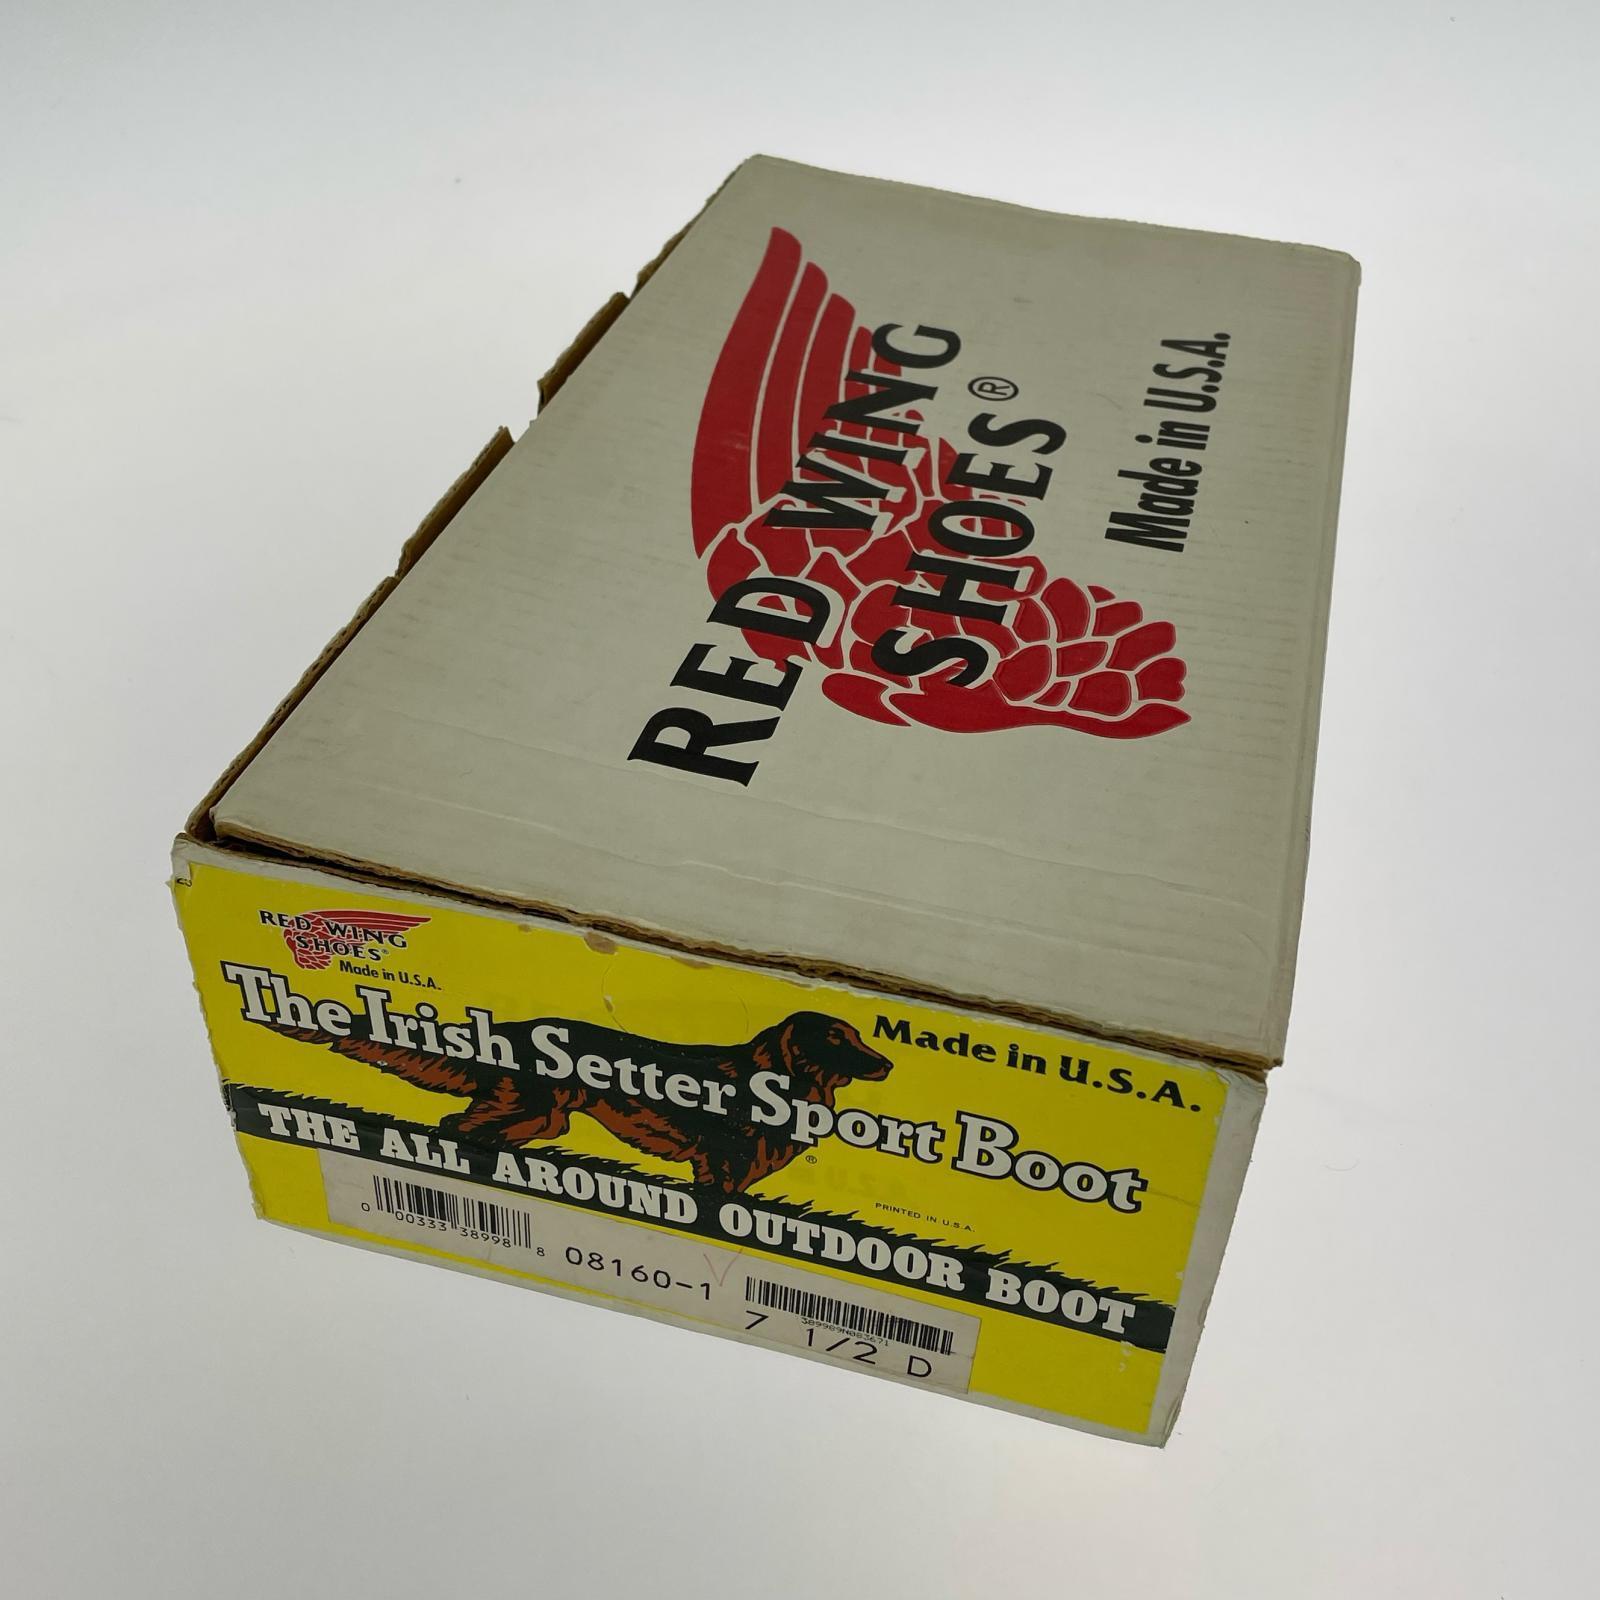 RED WING
SHOES®
Made in U.S.A.
RED WING
SHOES®
Made in U.S.A.
Made in U.S.A.
The Irish Setter Sport Boot
®
PRINTED IN U.S.A.
THE ALL AROUND OUTDOOR BOOT
0 00333 38998 8
08160-1
389989N083671
7 1/2 D